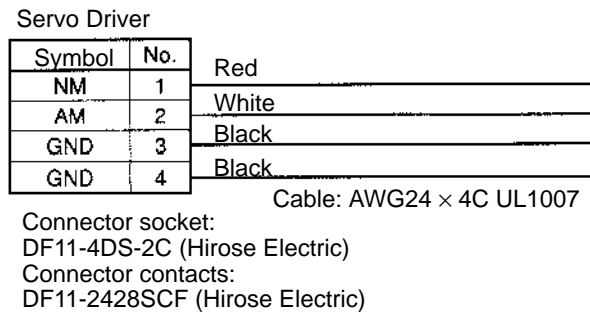 Servo Driver
Symbol No.
Red
NM 1
White
AM 2
Black
GND 3
Black
GND 4
Cable: AWG24 × 4C UL1007
Connector socket:
DF11-4DS-2C (Hirose Electric)
Connector contacts:
DF11-2428SCF (Hirose Electric)